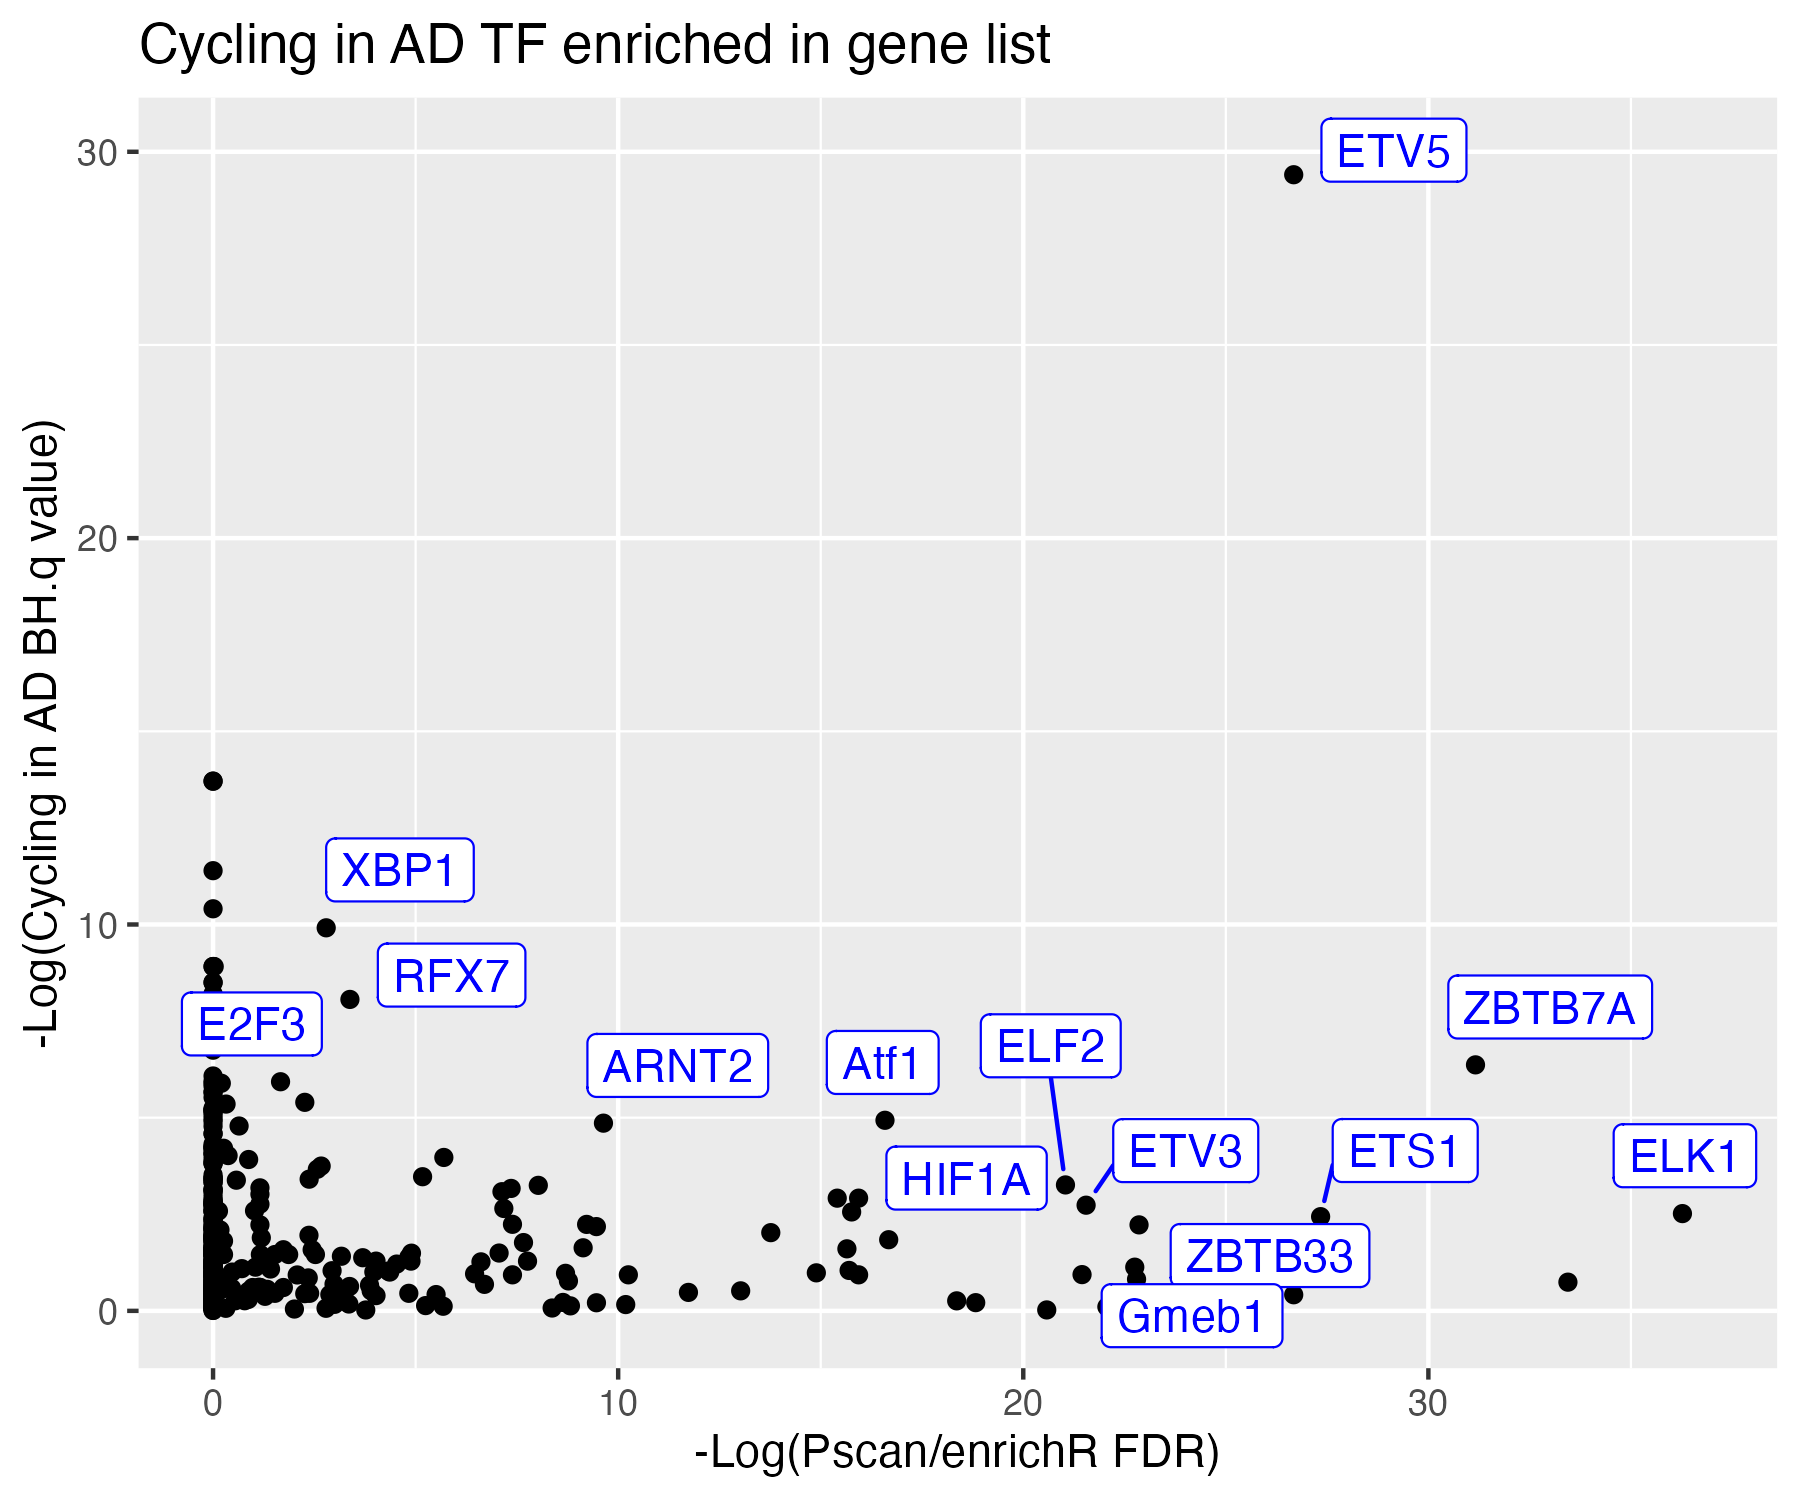 Cycling in AD TF enriched in gene list
-Log(Cycling in AD BH.q value)
30
20
10
0
ETV5
XBP1
RFX7
E2F3
ARNT2
Atf1
ELF2
ZBTB7A
HIF1A
ETV3
ETS1
ELK1
ZBTB33
Gmeb1
0
10
20
30
-Log(Pscan/enrichR FDR)